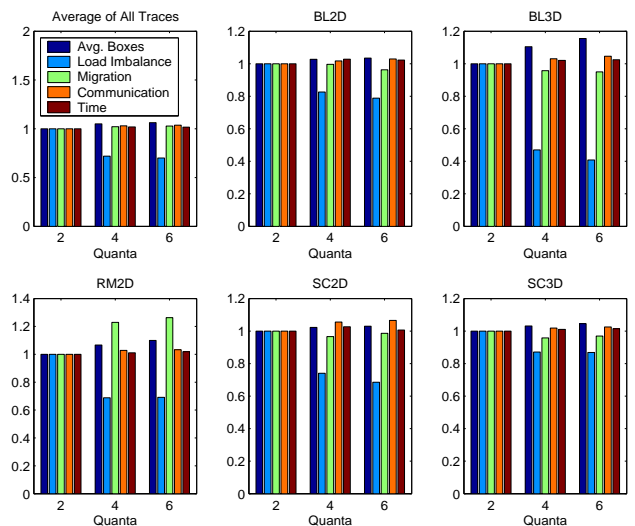 Average of All Traces
2
1.5
1
0.5
0
Avg. Boxes
Load Imbalance
Migration
Communication
Time
2 4 6
Quanta
BL2D
1.2
1
0.8
0.6
0.4
0.2
0
2 4 6
Quanta
BL3D
1.2
1
0.8
0.6
0.4
0.2
0
2 4 6
Quanta
RM2D
1.4
1.2
1
0.8
0.6
0.4
0.2
0
2 4 6
Quanta
SC2D
1.2
1
0.8
0.6
0.4
0.2
0
2 4 6
Quanta
SC3D
1.2
1
0.8
0.6
0.4
0.2
0
2 4 6
Quanta